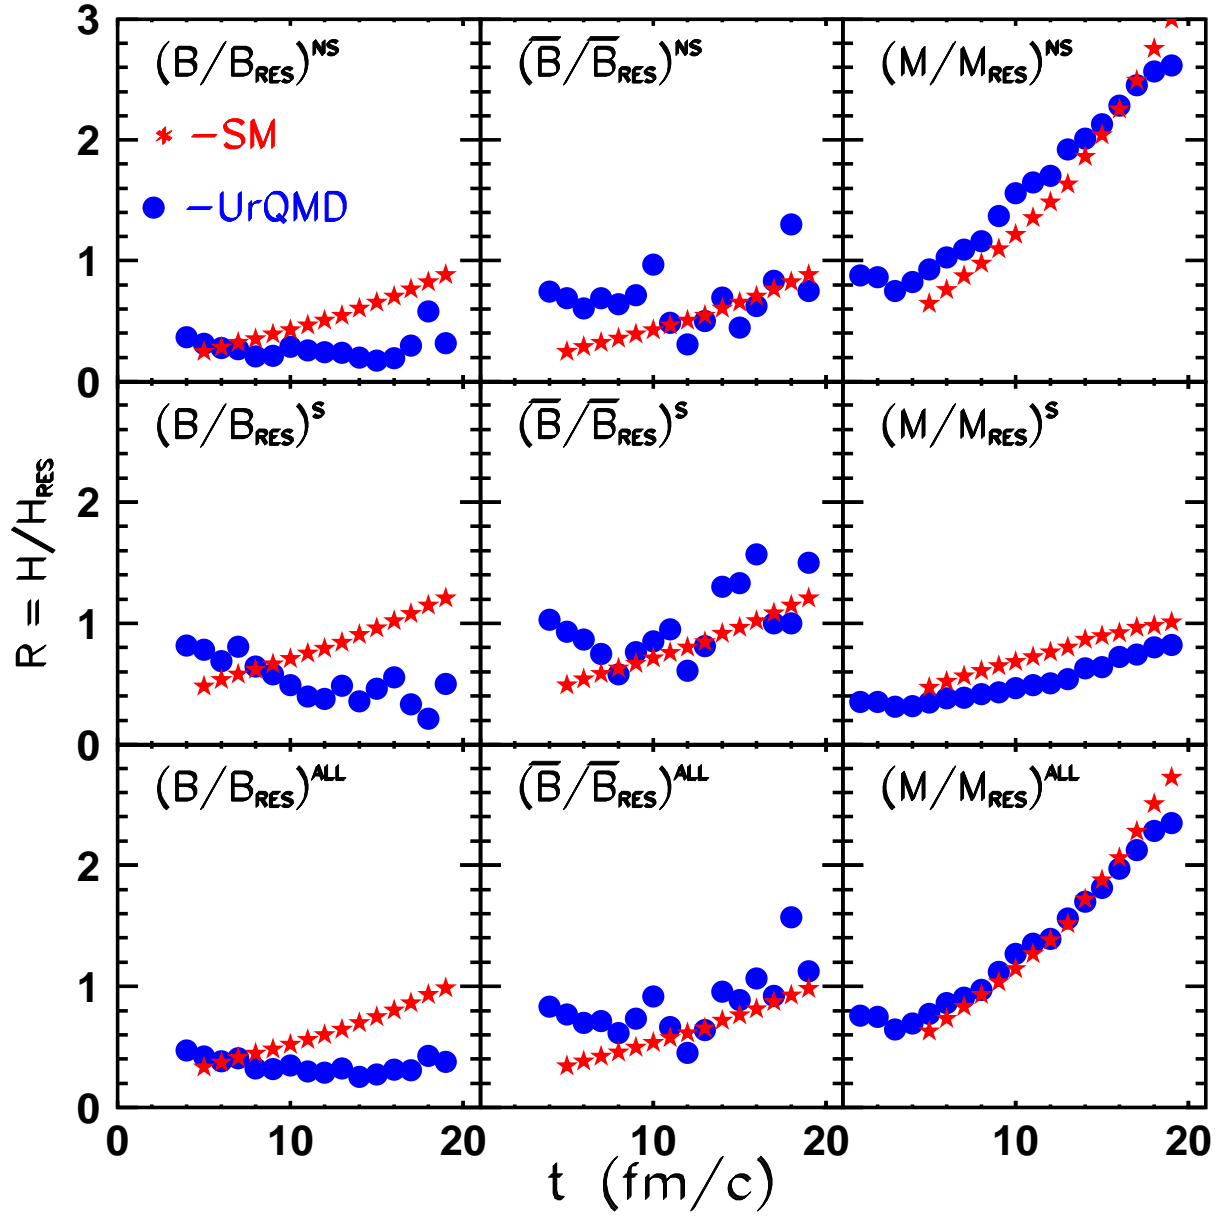 3
(B/B_RES)^NS
(B̅/B̅_RES)^NS
(M/M_RES)^NS
-SM
2
-UrQMD
1
0
(B/B_RES)^S
(B̅/B̅_RES)^S
(M/M_RES)^S
2
R = H/H_RES
1
0
(B/B_RES)^ALL
(B̅/B̅_RES)^ALL
(M/M_RES)^ALL
2
1
0
0 10 20 10 20 10 20
t (fm/c)